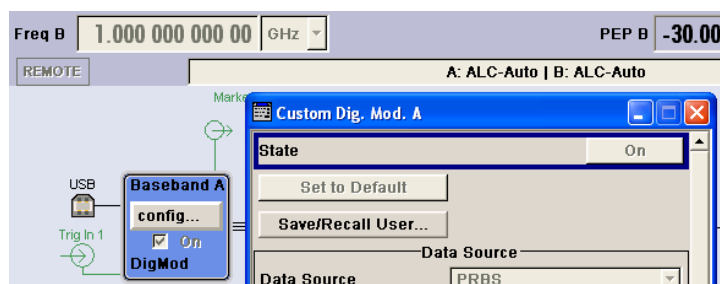 Freq B 1.000 000 000 00 GHz PEP B -30.00
REMOTE A: ALC-Auto | B: ALC-Auto
Custom Dig. Mod. A
State On
USB Baseband A Set to Default
config... Save/Recall User...
Trig In 1 On
DigMod Data Source
Data Source PRBS